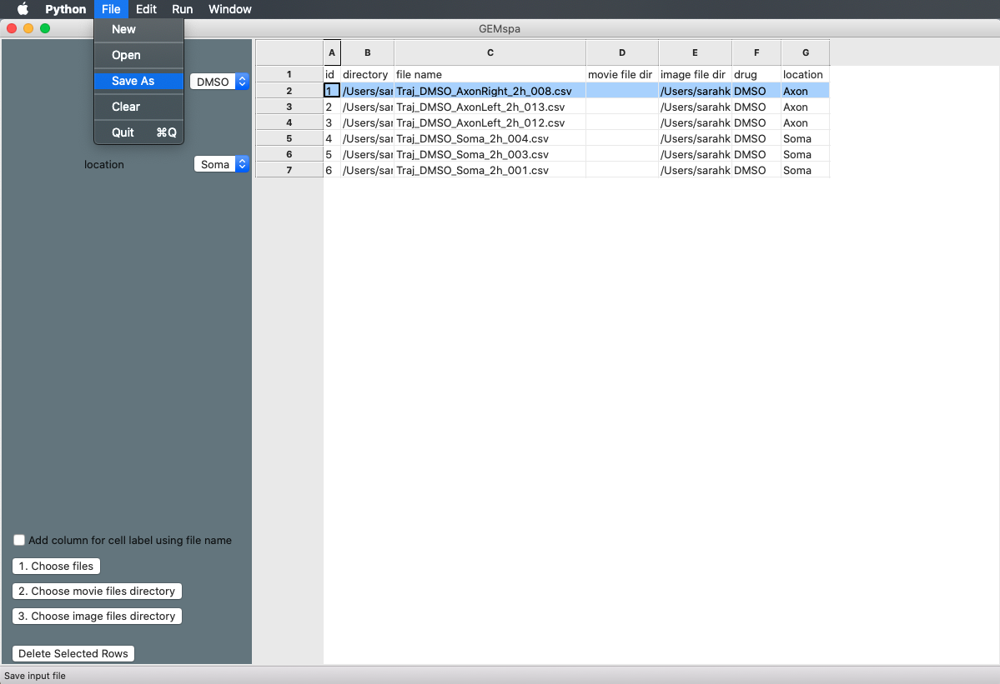 Python File Edit Run Window
GEMspa
New
Open
Save As
Clear
Quit ⌘Q
DMSO
location Soma
A B C D E F G
1 id directory file name movie file dir image file dir drug location
2 1 /Users/sar Traj_DMSO_AxonRight_2h_008.csv /Users/sarahk DMSO Axon
3 2 /Users/sar Traj_DMSO_AxonLeft_2h_013.csv /Users/sarahk DMSO Axon
4 3 /Users/sar Traj_DMSO_AxonLeft_2h_012.csv /Users/sarahk DMSO Axon
5 4 /Users/sar Traj_DMSO_Soma_2h_004.csv /Users/sarahk DMSO Soma
6 5 /Users/sar Traj_DMSO_Soma_2h_003.csv /Users/sarahk DMSO Soma
7 6 /Users/sar Traj_DMSO_Soma_2h_001.csv /Users/sarahk DMSO Soma
Add column for cell label using file name
1. Choose files
2. Choose movie files directory
3. Choose image files directory
Delete Selected Rows
Save input file